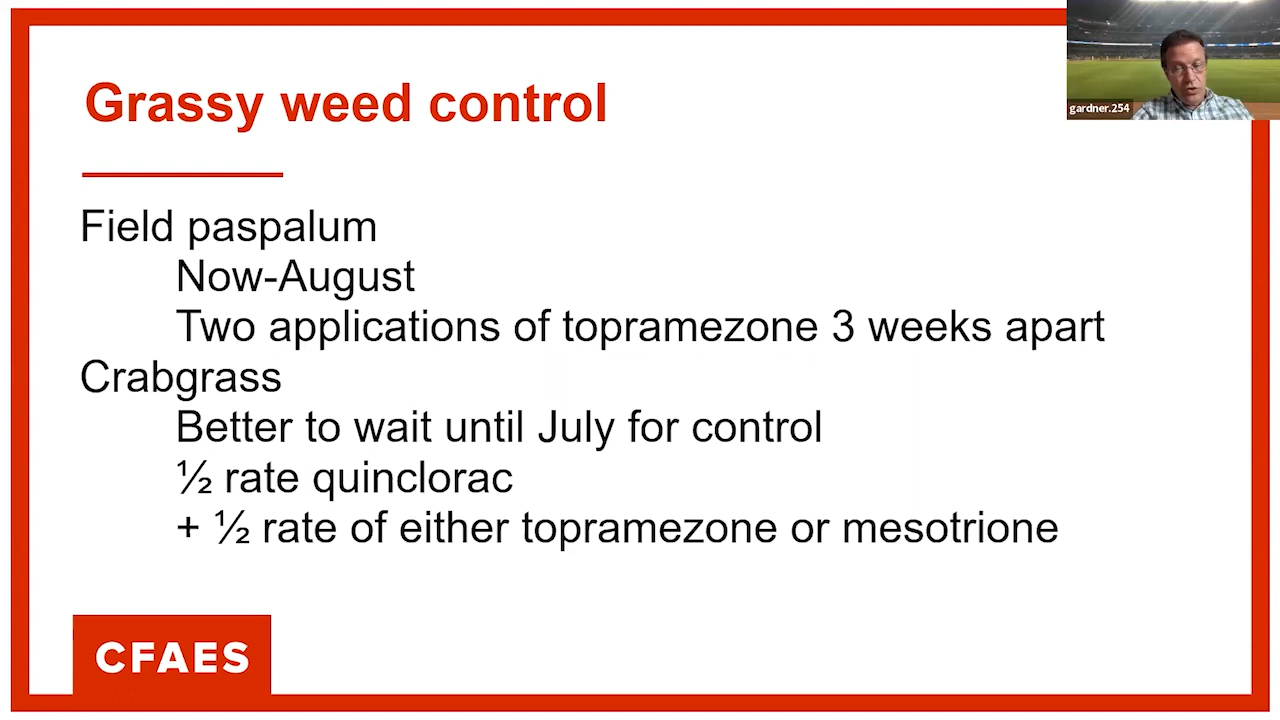 Grassy weed control
gardner.254
Field paspalum
Now-August
Two applications of topramezone 3 weeks apart
Crabgrass
Better to wait until July for control
½ rate quinclorac
+ ½ rate of either topramezone or mesotrione
CFAES